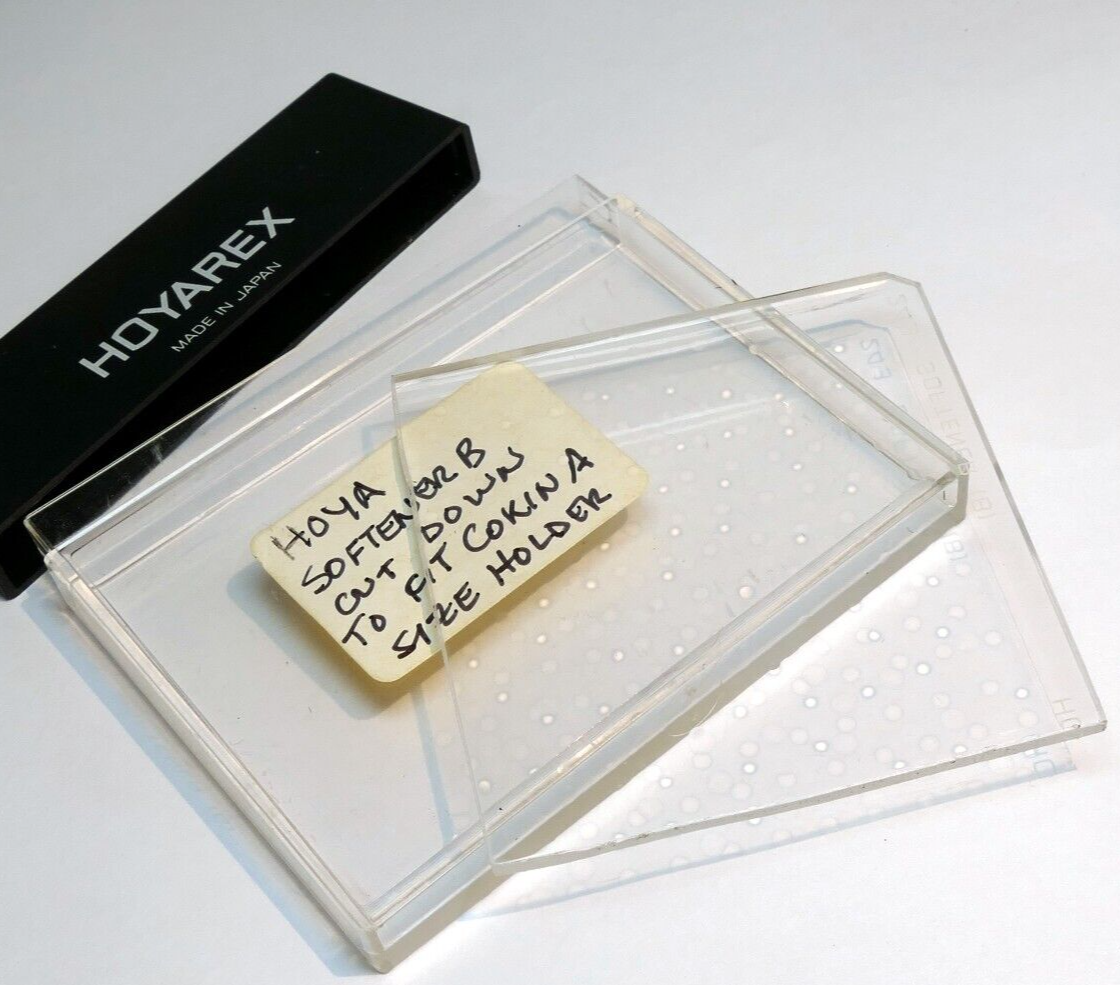 HOYAREX
MADE IN JAPAN
HOYA
SOFTENER B
CUT DOWN
TO FIT COKIN A
SIZE HOLDER